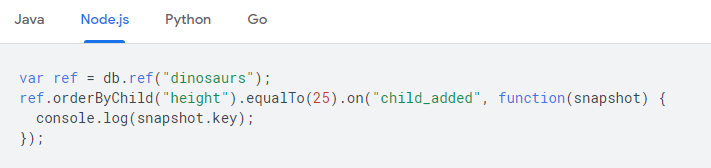 Java Node.js Python Go
var ref = db.ref("dinosaurs");
ref.orderByChild("height").equalTo(25).on("child_added", function(snapshot) {
  console.log(snapshot.key);
});